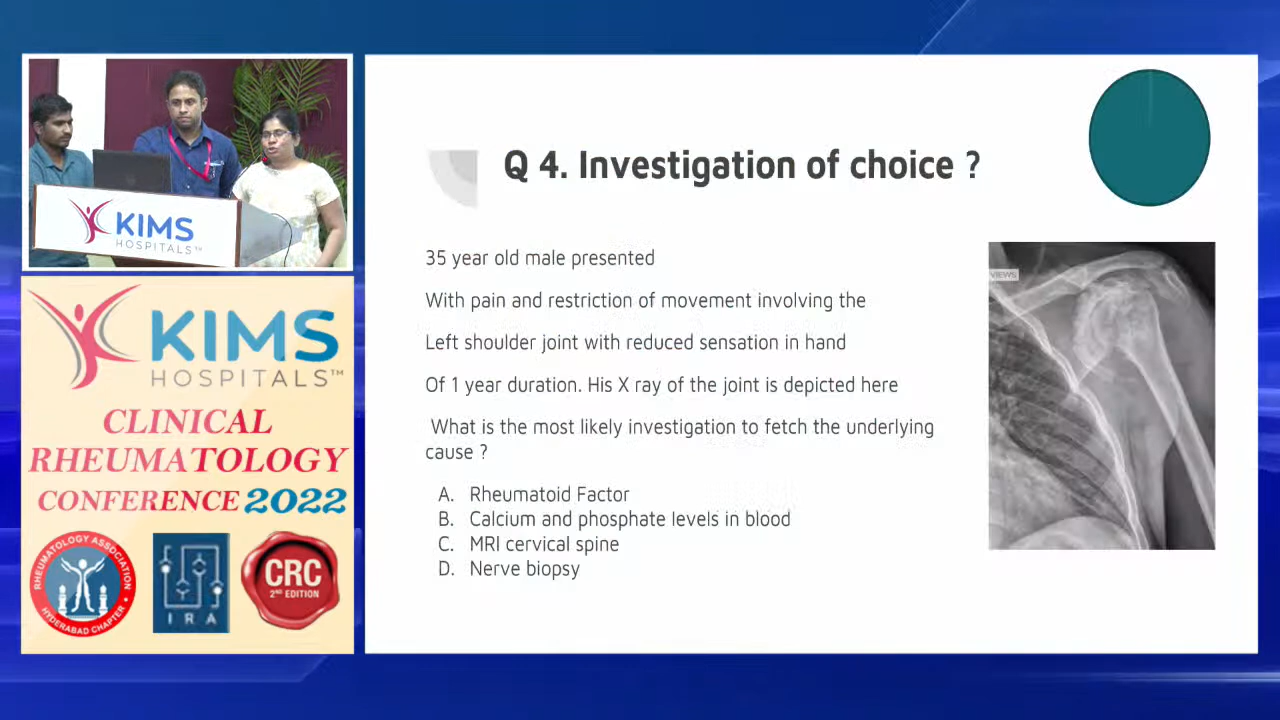 KIMS
HOSPITALS™
KIMS
HOSPITALS™
CLINICAL
RHEUMATOLOGY
CONFERENCE 2022
RHEUMATOLOGY ASSOCIATION
HYDERABAD CHAPTER
IRA
CRC
2ND EDITION
Q 4. Investigation of choice ?
35 year old male presented
With pain and restriction of movement involving the
Left shoulder joint with reduced sensation in hand
Of 1 year duration. His X ray of the joint is depicted here
What is the most likely investigation to fetch the underlying
cause ?
A. Rheumatoid Factor
B. Calcium and phosphate levels in blood
C. MRI cervical spine
D. Nerve biopsy
VIEWS